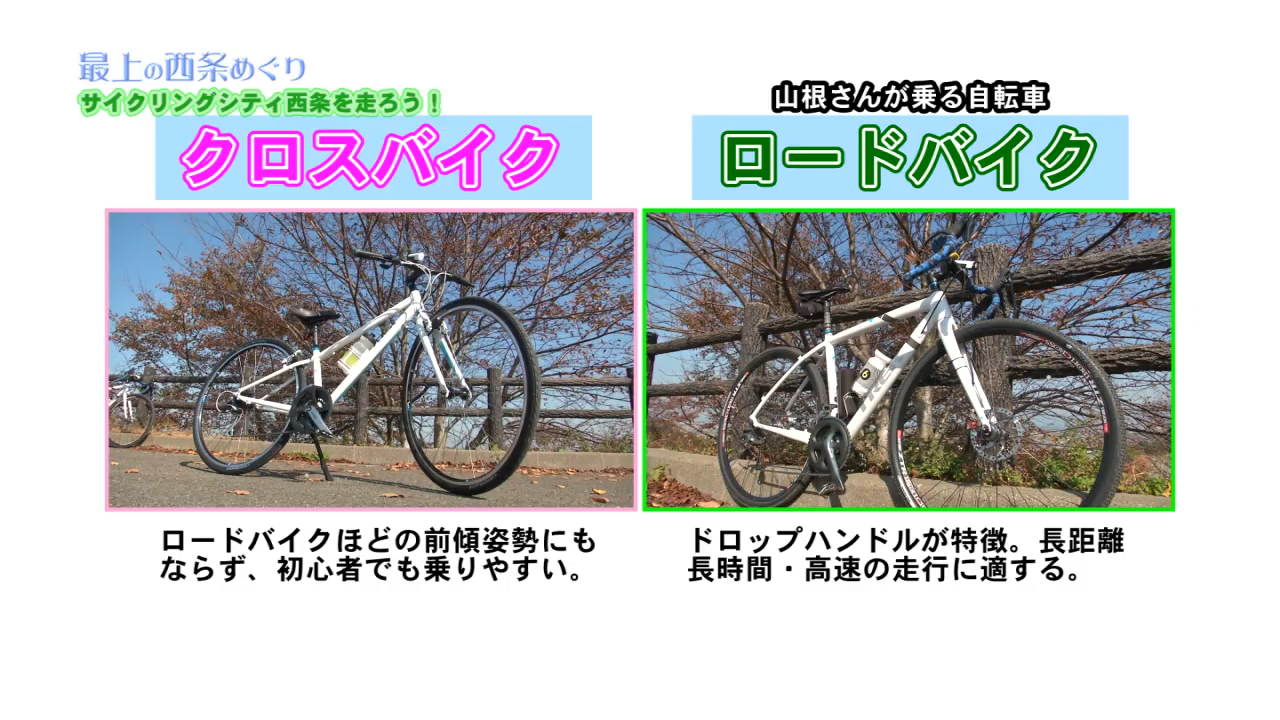 最上の西条めぐり
サイクリングシティ西条を走ろう！
クロスバイク
山根さんが乗る自転車
ロードバイク
ロードバイクほどの前傾姿勢にも
ならず、初心者でも乗りやすい。
ドロップハンドルが特徴。長距離
長時間・高速の走行に適する。